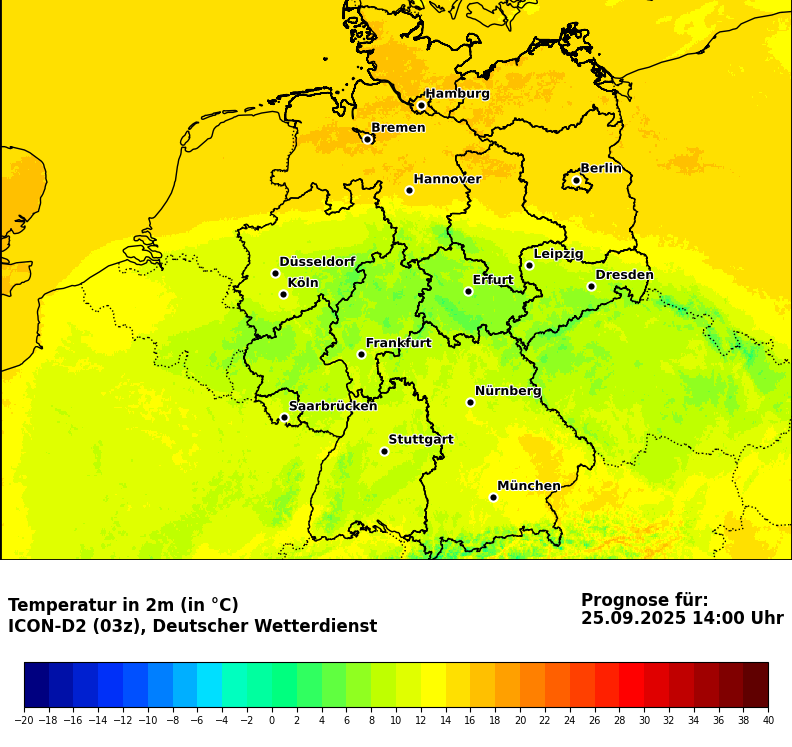 Hamburg
Bremen
Berlin
Hannover
Leipzig
Düsseldorf
Dresden
Köln
Erfurt
Frankfurt
Nürnberg
Saarbrücken
Stuttgart
München
Temperatur in 2m (in °C)
ICON-D2 (03z), Deutscher Wetterdienst
Prognose für:
25.09.2025 14:00 Uhr
−20 −18 −16 −14 −12 −10 −8 −6 −4 −2 0 2 4 6 8 10 12 14 16 18 20 22 24 26 28 30 32 34 36 38 40